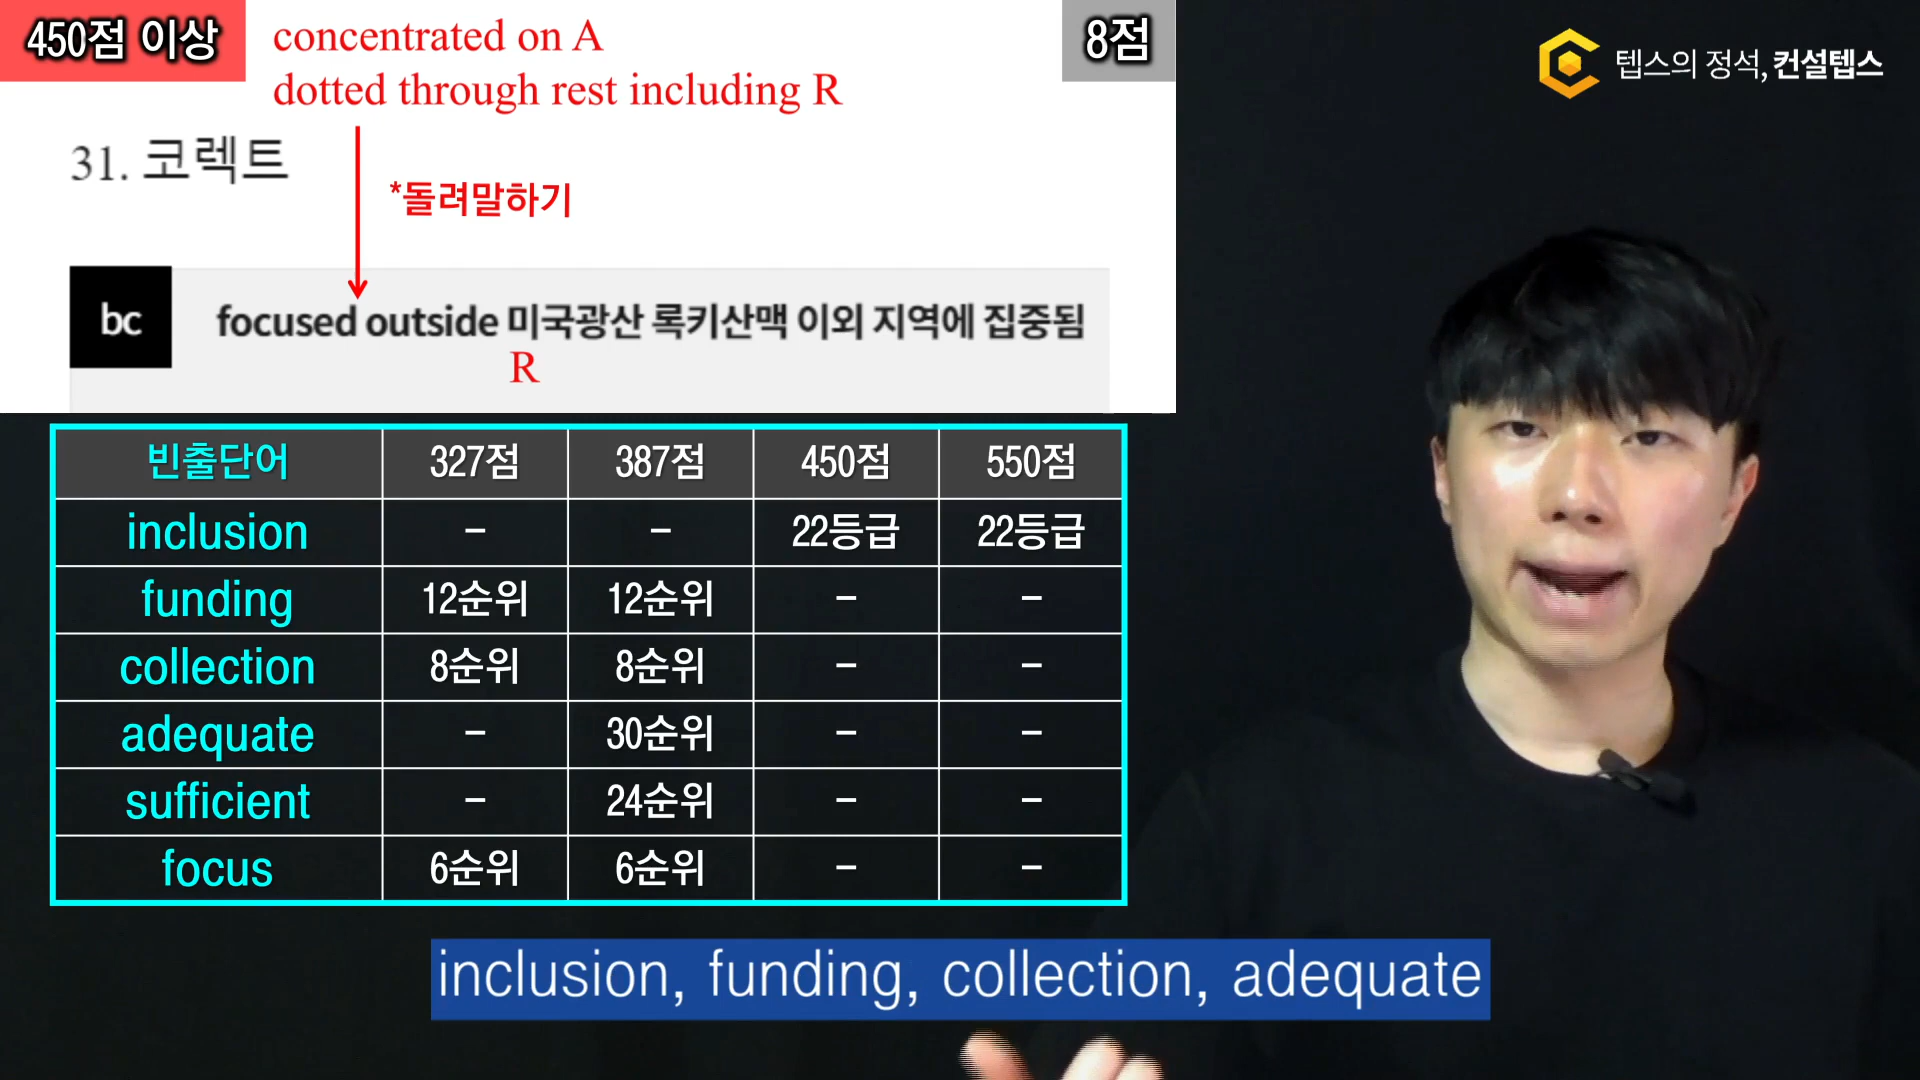 450점 이상
concentrated on A
dotted through rest including R
8점
텝스의 정석, 컨설텝스
31. 코렉트
*돌려말하기
bc
focused outside 미국광산 록키산맥 이외 지역에 집중됨
R
빈출단어 327점 387점 450점 550점
inclusion - - 22등급 22등급
funding 12순위 12순위 - -
collection 8순위 8순위 - -
adequate - 30순위 - -
sufficient - 24순위 - -
focus 6순위 6순위 - -
inclusion, funding, collection, adequate